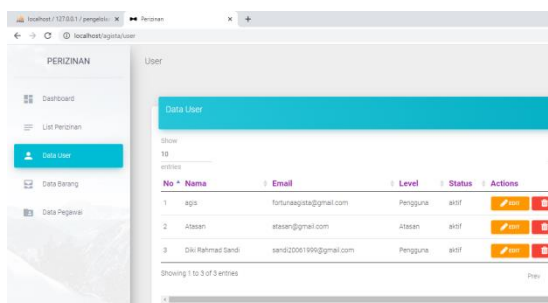 localhost / 127.0.0.1 / pengelola
Perizinan
localhost/agista/user
PERIZINAN
User
Dashboard
List Perizinan
Data User
Data Barang
Data Pegawai
Data User
Show
10
entries
No Nama Email Level Status Actions
1 agis fortunaagista@gmail.com Pengguna aktif EDIT
2 Atasan atasan@gmail.com Atasan aktif EDIT
3 Diki Rahmad Sandi sandi20061999@gmail.com Pengguna aktif EDIT
Showing 1 to 3 of 3 entries
Prev